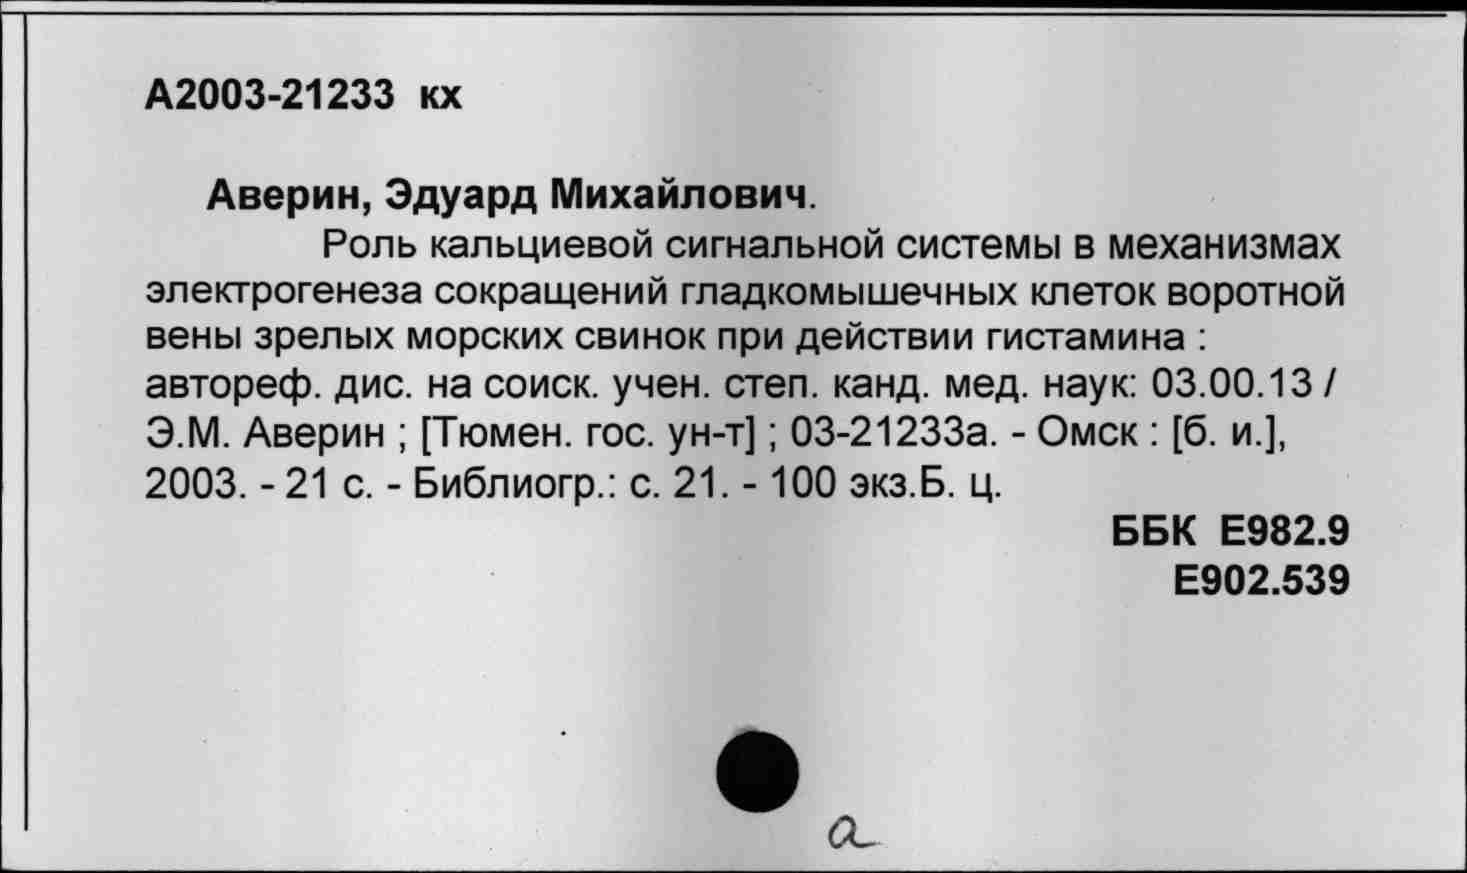 А2003-21233 кх
Аверин, Эдуард Михайлович.
Роль кальциевой сигнальной системы в механизмах
электрогенеза сокращений гладкомышечных клеток воротной
вены зрелых морских свинок при действии гистамина :
автореф. дис. на соиск. учен. степ. канд. мед. наук: 03.00.13 /
Э.М. Аверин ; [Тюмен. гос. ун-т] ; 03-21233а. - Омск : [б. и.],
2003. - 21 с. - Библиогр.: с. 21. - 100 экз.Б. ц.
ББК Е982.9
Е902.539
а